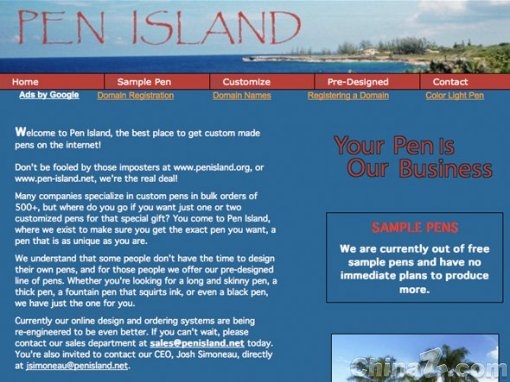 PEN ISLAND
Home
Sample Pen
Customize
Pre-Designed
Contact
Ads by Google
Domain Registration
Domain Names
Registering a Domain
Color Light Pen
Welcome to Pen Island, the best place to get custom made
pens on the internet!
Don't be fooled by those imposters at www.penisland.org, or
www.pen-island.net, we're the real deal!
Many companies specialize in custom pens in bulk orders of
500+, but where do you go if you want just one or two
customized pens for that special gift? You come to Pen Island,
where we exist to make sure you get the exact pen you want, a
pen that is as unique as you are.
We understand that some people don't have the time to design
their own pens, and for those people we offer our pre-designed
line of pens. Whether you're looking for a long and skinny pen, a
thick pen, a fountain pen that squirts ink, or even a black pen,
we have just the one for you.
Currently our online design and ordering systems are being
re-engineered to be even better. If you can't wait, please
contact our sales department at sales@penisland.net today.
You're also invited to contact our CEO, Josh Simoneau, directly
at jsimoneau@penisland.net.
Your Pen Is
Our Business
SAMPLE PENS
We are currently out of free
sample pens and have no
immediate plans to produce
more.